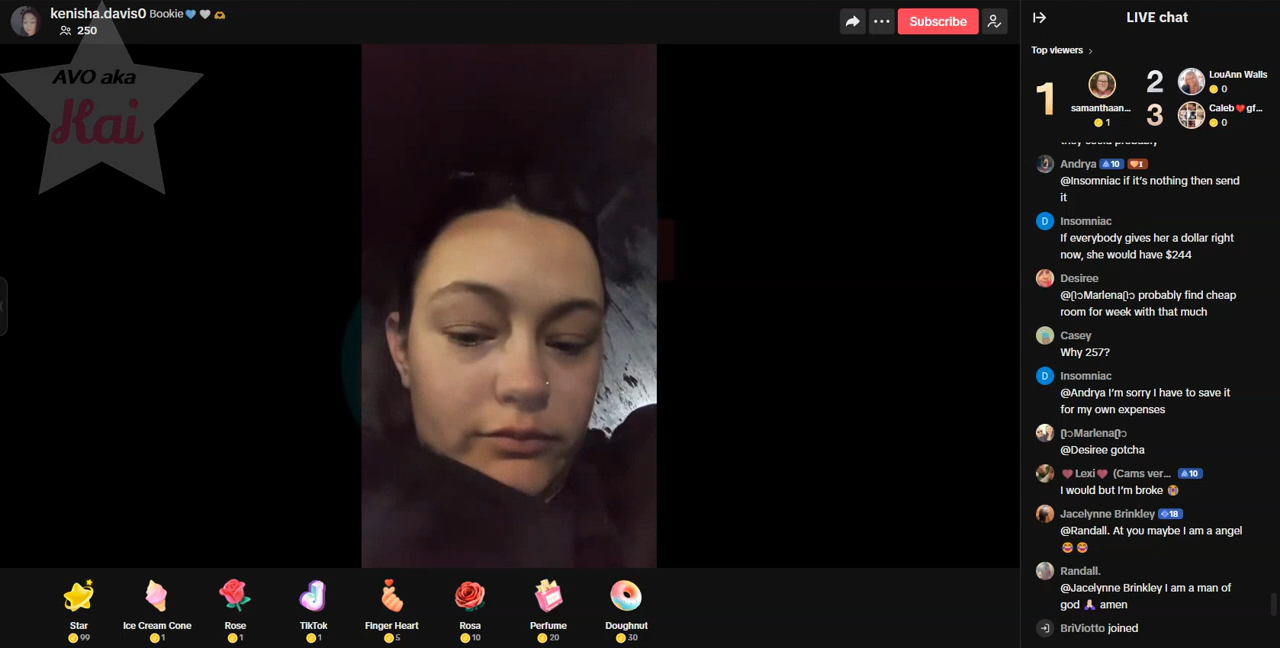 kenisha.davis0 Bookie💙🤍🫶
250
Subscribe
AVO aka
Kai
LIVE chat
Top viewers
1
samanthaan...
1
2
LouAnn Walls
0
3
Caleb❤️gf...
0
Andrya 10 I
@Insomniac if it's nothing then send
it
D
Insomniac
If everybody gives her a dollar right
now, she would have $244
Desiree
@Marlena probably find cheap
room for week with that much
Casey
Why 257?
D
Insomniac
@Andrya I'm sorry I have to save it
for my own expenses
Marlena
@Desiree gotcha
Lexi (Cams ver... 10
I would but I'm broke 😭
Jacelynne Brinkley 18
@Randall. At you maybe I am a angel
😂 😂
Randall.
@Jacelynne Brinkley I am a man of
god 🙏🏻 amen
BriViotto joined
Star
99
Ice Cream Cone
1
Rose
1
TikTok
1
Finger Heart
5
Rosa
10
Perfume
20
Doughnut
30